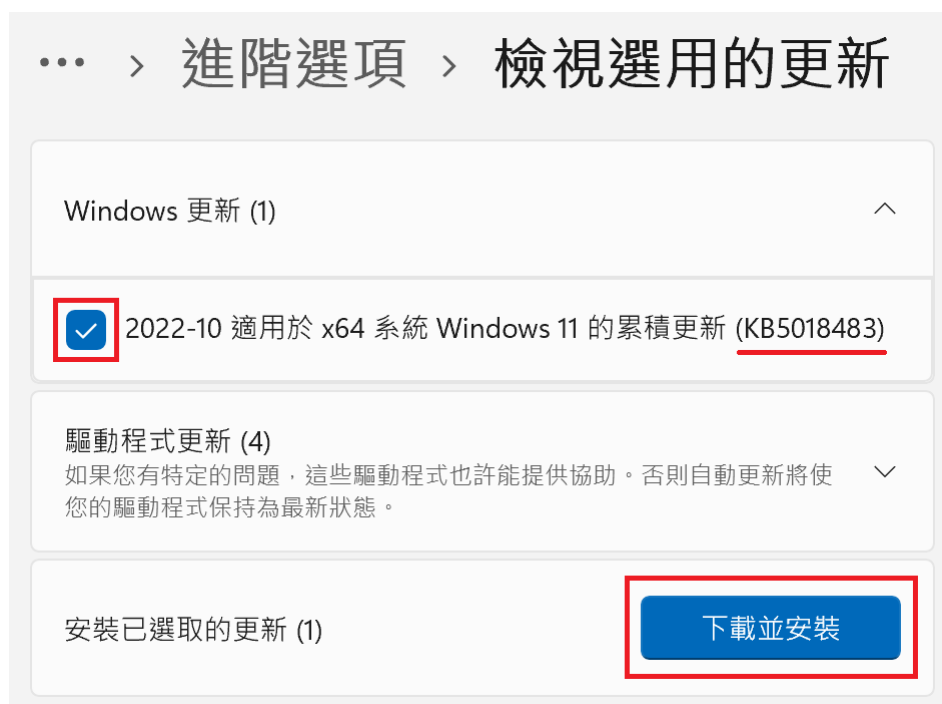 … > 進階選項 > 檢視選用的更新
Windows 更新 (1)
2022-10 適用於 x64 系統 Windows 11 的累積更新 (KB5018483)
驅動程式更新 (4)
如果您有特定的問題，這些驅動程式也許能提供協助。否則自動更新將使
您的驅動程式保持為最新狀態。
安裝已選取的更新 (1)
下載並安裝